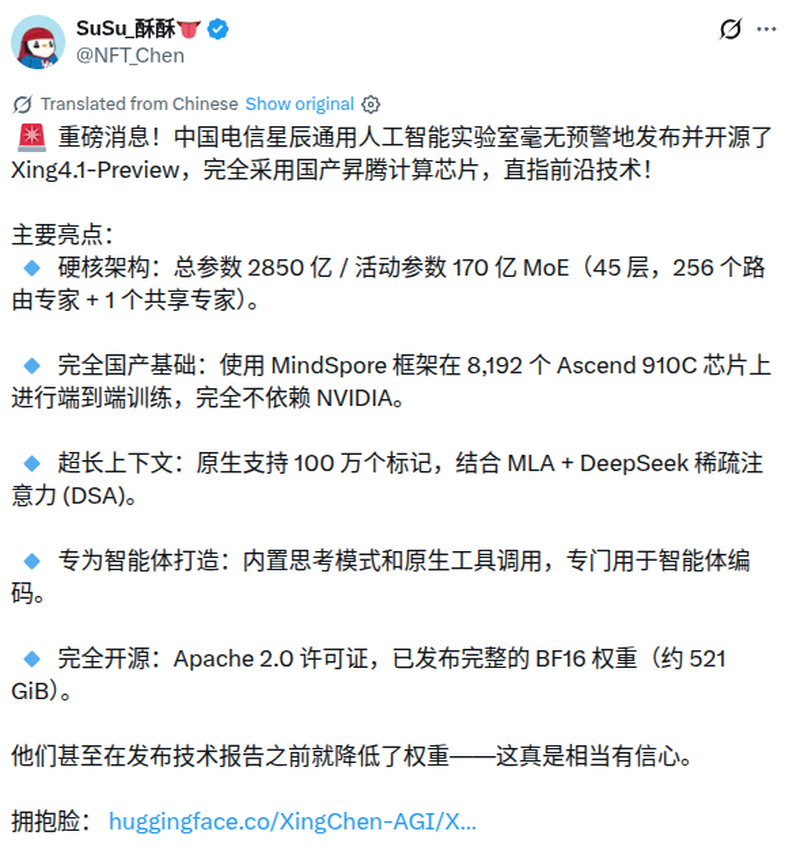 SuSu_酥酥👅
@NFT_Chen
Translated from Chinese Show original
🚨 重磅消息！中国电信星辰通用人工智能实验室毫无预警地发布并开源了
Xing4.1-Preview，完全采用国产昇腾计算芯片，直指前沿技术！
主要亮点：
🔹 硬核架构：总参数 2850 亿 / 活动参数 170 亿 MoE（45 层，256 个路
由专家 + 1 个共享专家）。
🔹 完全国产基础：使用 MindSpore 框架在 8,192 个 Ascend 910C 芯片上
进行端到端训练，完全不依赖 NVIDIA。
🔹 超长上下文：原生支持 100 万个标记，结合 MLA + DeepSeek 稀疏注
意力 (DSA)。
🔹 专为智能体打造：内置思考模式和原生工具调用，专门用于智能体编
码。
🔹 完全开源：Apache 2.0 许可证，已发布完整的 BF16 权重（约 521
GiB）。
他们甚至在发布技术报告之前就降低了权重——这真是相当有信心。
拥抱脸： huggingface.co/XingChen-AGI/X...